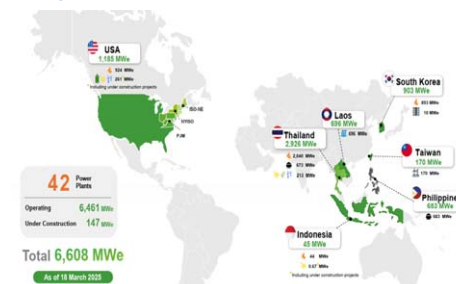 USA
1,185 MWe
924 MWe
261 MWe
* Including under construction projects
ISO-NE
NYISO
PJM
South Korea
903 MWe
893 MWe
10 MWe
Laos
696 MWe
696 MWe
Thailand
2,926 MWe
2,040 MWe
673 MWe
213 MWe
Taiwan
170 MWe
170 MWe
Philippine
683 MWe
683 MWe
Indonesia
45 MWe
44 MWe
0.67* MWe
* Including under construction projects
42 Power
Plants
Operating 6,461 MWe
Under Construction 147 MWe
Total 6,608 MWe
As of 18 March 2025